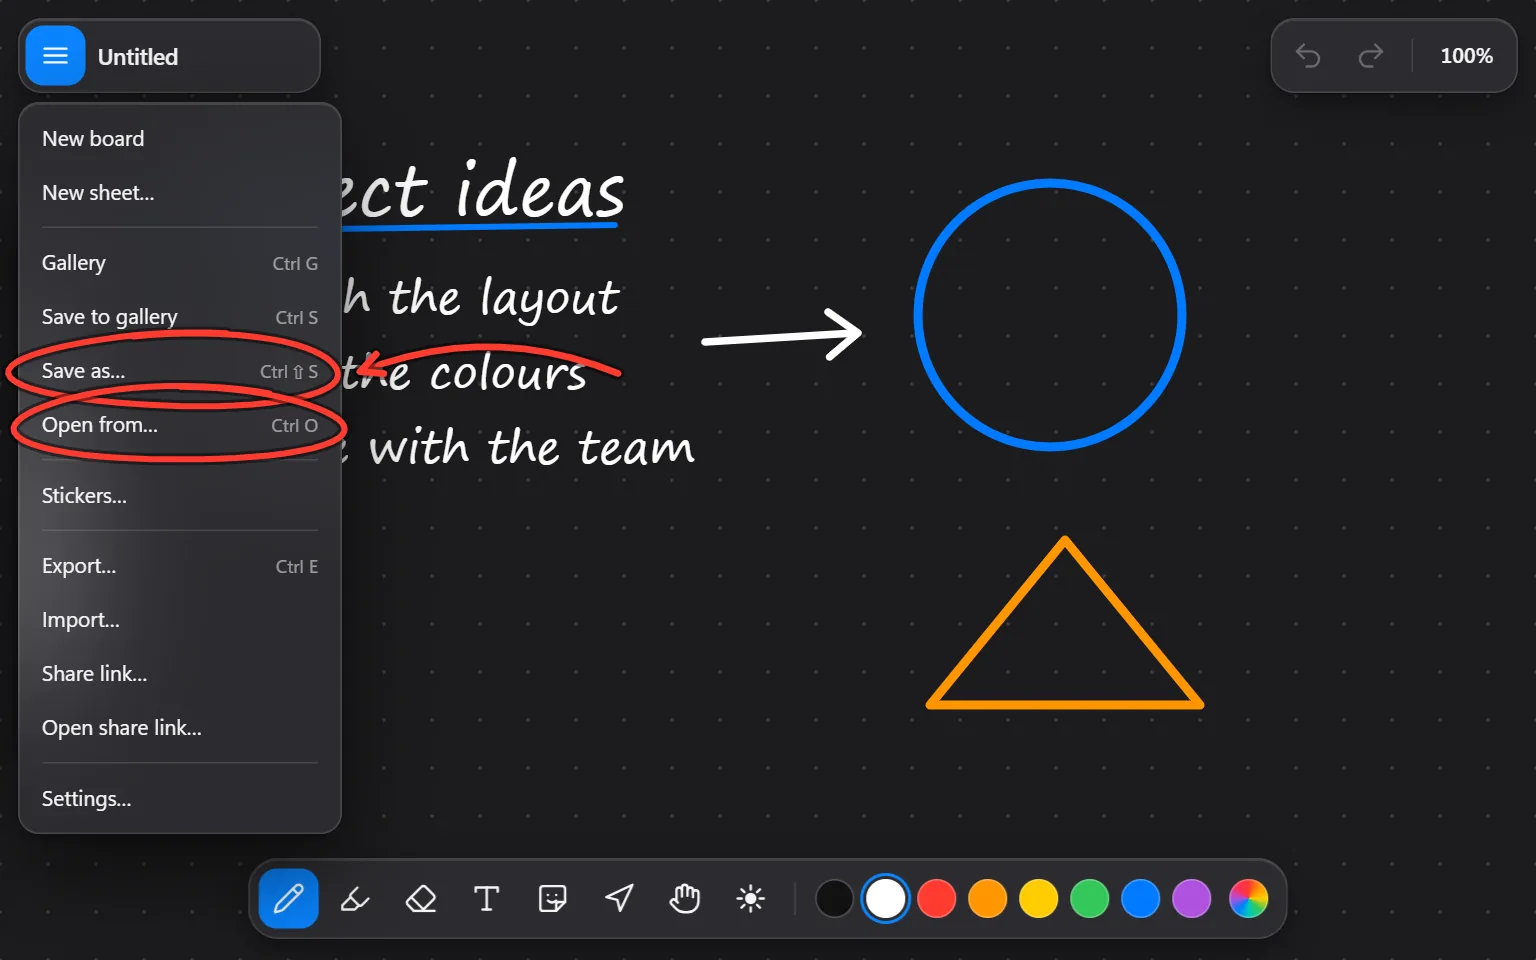 Untitled
100%
New board
New sheet...
Gallery Ctrl G
Save to gallery Ctrl S
Save as... Ctrl ⇧ S
Open from... Ctrl O
Stickers...
Export... Ctrl E
Import...
Share link...
Open share link...
Settings...
ect ideas
h the layout
the colours
with the team